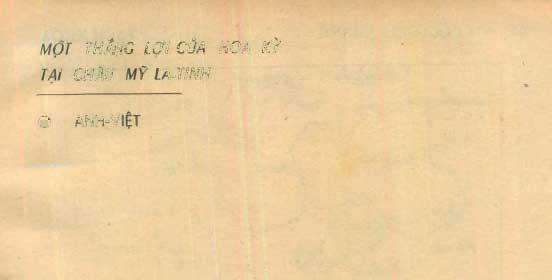 MỘT THẮNG LỢI CỦA HOA KỲ
TẠI CHÂU MỸ LA-TINH
ANH-VIỆT